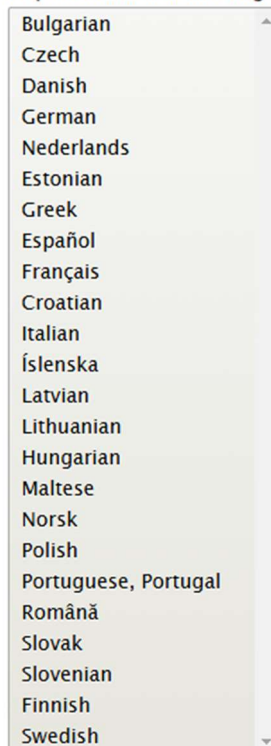 Bulgarian
Czech
Danish
German
Nederlands
Estonian
Greek
Español
Français
Croatian
Italian
Íslenska
Latvian
Lithuanian
Hungarian
Maltese
Norsk
Polish
Portuguese, Portugal
Română
Slovak
Slovenian
Finnish
Swedish